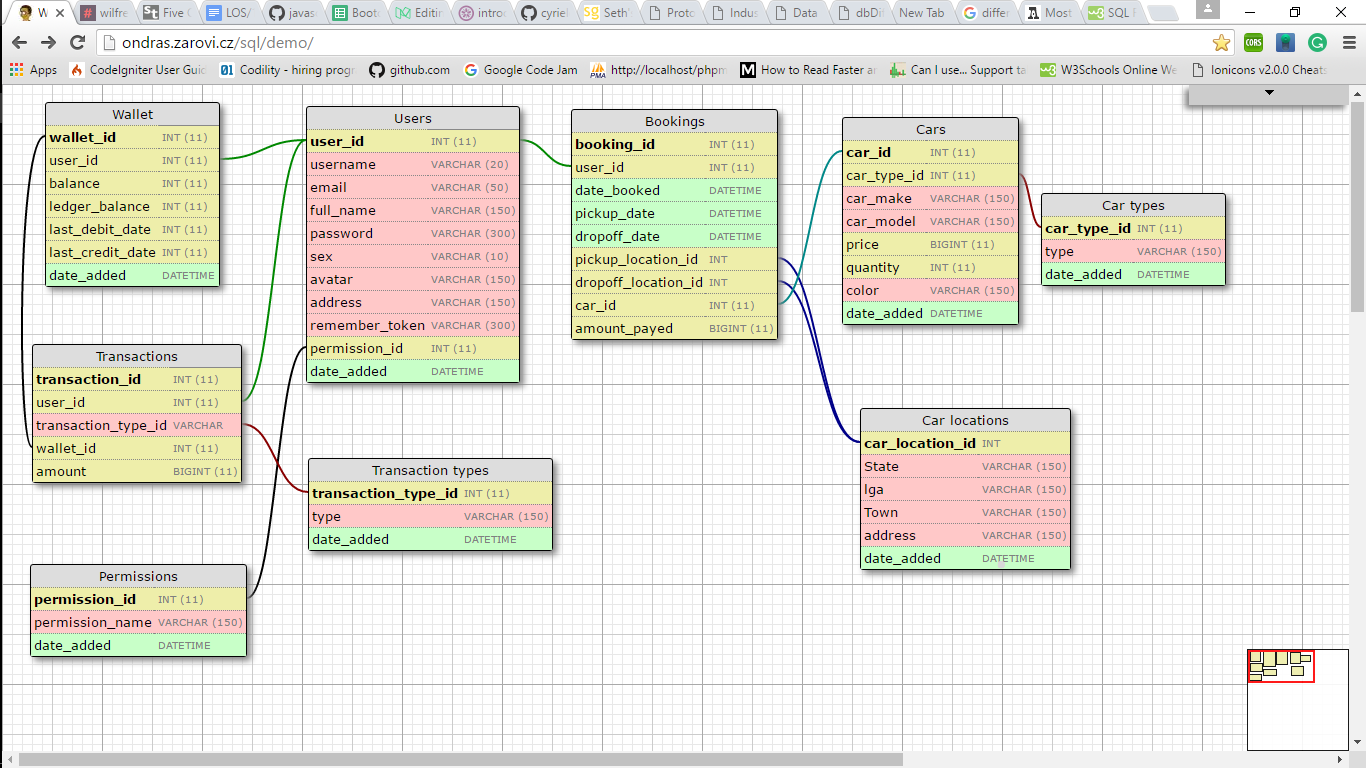 W
wilfre
Five C
LOS/
javas
Boots
Editin
intro
cyriel
Seth'
Proto
Indus
Data
dbDi
New Tab
differ
Most
SQL F
ondras.zarovi.cz/sql/demo/
CORS
Apps
CodeIgniter User Guid
Codility - hiring progr
github.com
Google Code Jam
PMA
http://localhost/phpm
How to Read Faster a
Can I use... Support ta
W3Schools Online We
Ionicons v2.0.0 Cheats
Wallet
wallet_id INT (11)
user_id INT (11)
balance INT (11)
ledger_balance INT (11)
last_debit_date INT (11)
last_credit_date INT (11)
date_added DATETIME
Users
user_id INT (11)
username VARCHAR (20)
email VARCHAR (50)
full_name VARCHAR (150)
password VARCHAR (300)
sex VARCHAR (10)
avatar VARCHAR (150)
address VARCHAR (150)
remember_token VARCHAR (300)
permission_id INT (11)
date_added DATETIME
Bookings
booking_id INT (11)
user_id INT (11)
date_booked DATETIME
pickup_date DATETIME
dropoff_date DATETIME
pickup_location_id INT
dropoff_location_id INT
car_id INT (11)
amount_payed BIGINT (11)
Cars
car_id INT (11)
car_type_id INT (11)
car_make VARCHAR (150)
car_model VARCHAR (150)
price BIGINT (11)
quantity INT (11)
color VARCHAR (150)
date_added DATETIME
Car types
car_type_id INT (11)
type VARCHAR (150)
date_added DATETIME
Transactions
transaction_id INT (11)
user_id INT (11)
transaction_type_id VARCHAR
wallet_id INT (11)
amount BIGINT (11)
Transaction types
transaction_type_id INT (11)
type VARCHAR (150)
date_added DATETIME
Car locations
car_location_id INT
State VARCHAR (150)
lga VARCHAR (150)
Town VARCHAR (150)
address VARCHAR (150)
date_added DATETIME
Permissions
permission_id INT (11)
permission_name VARCHAR (150)
date_added DATETIME